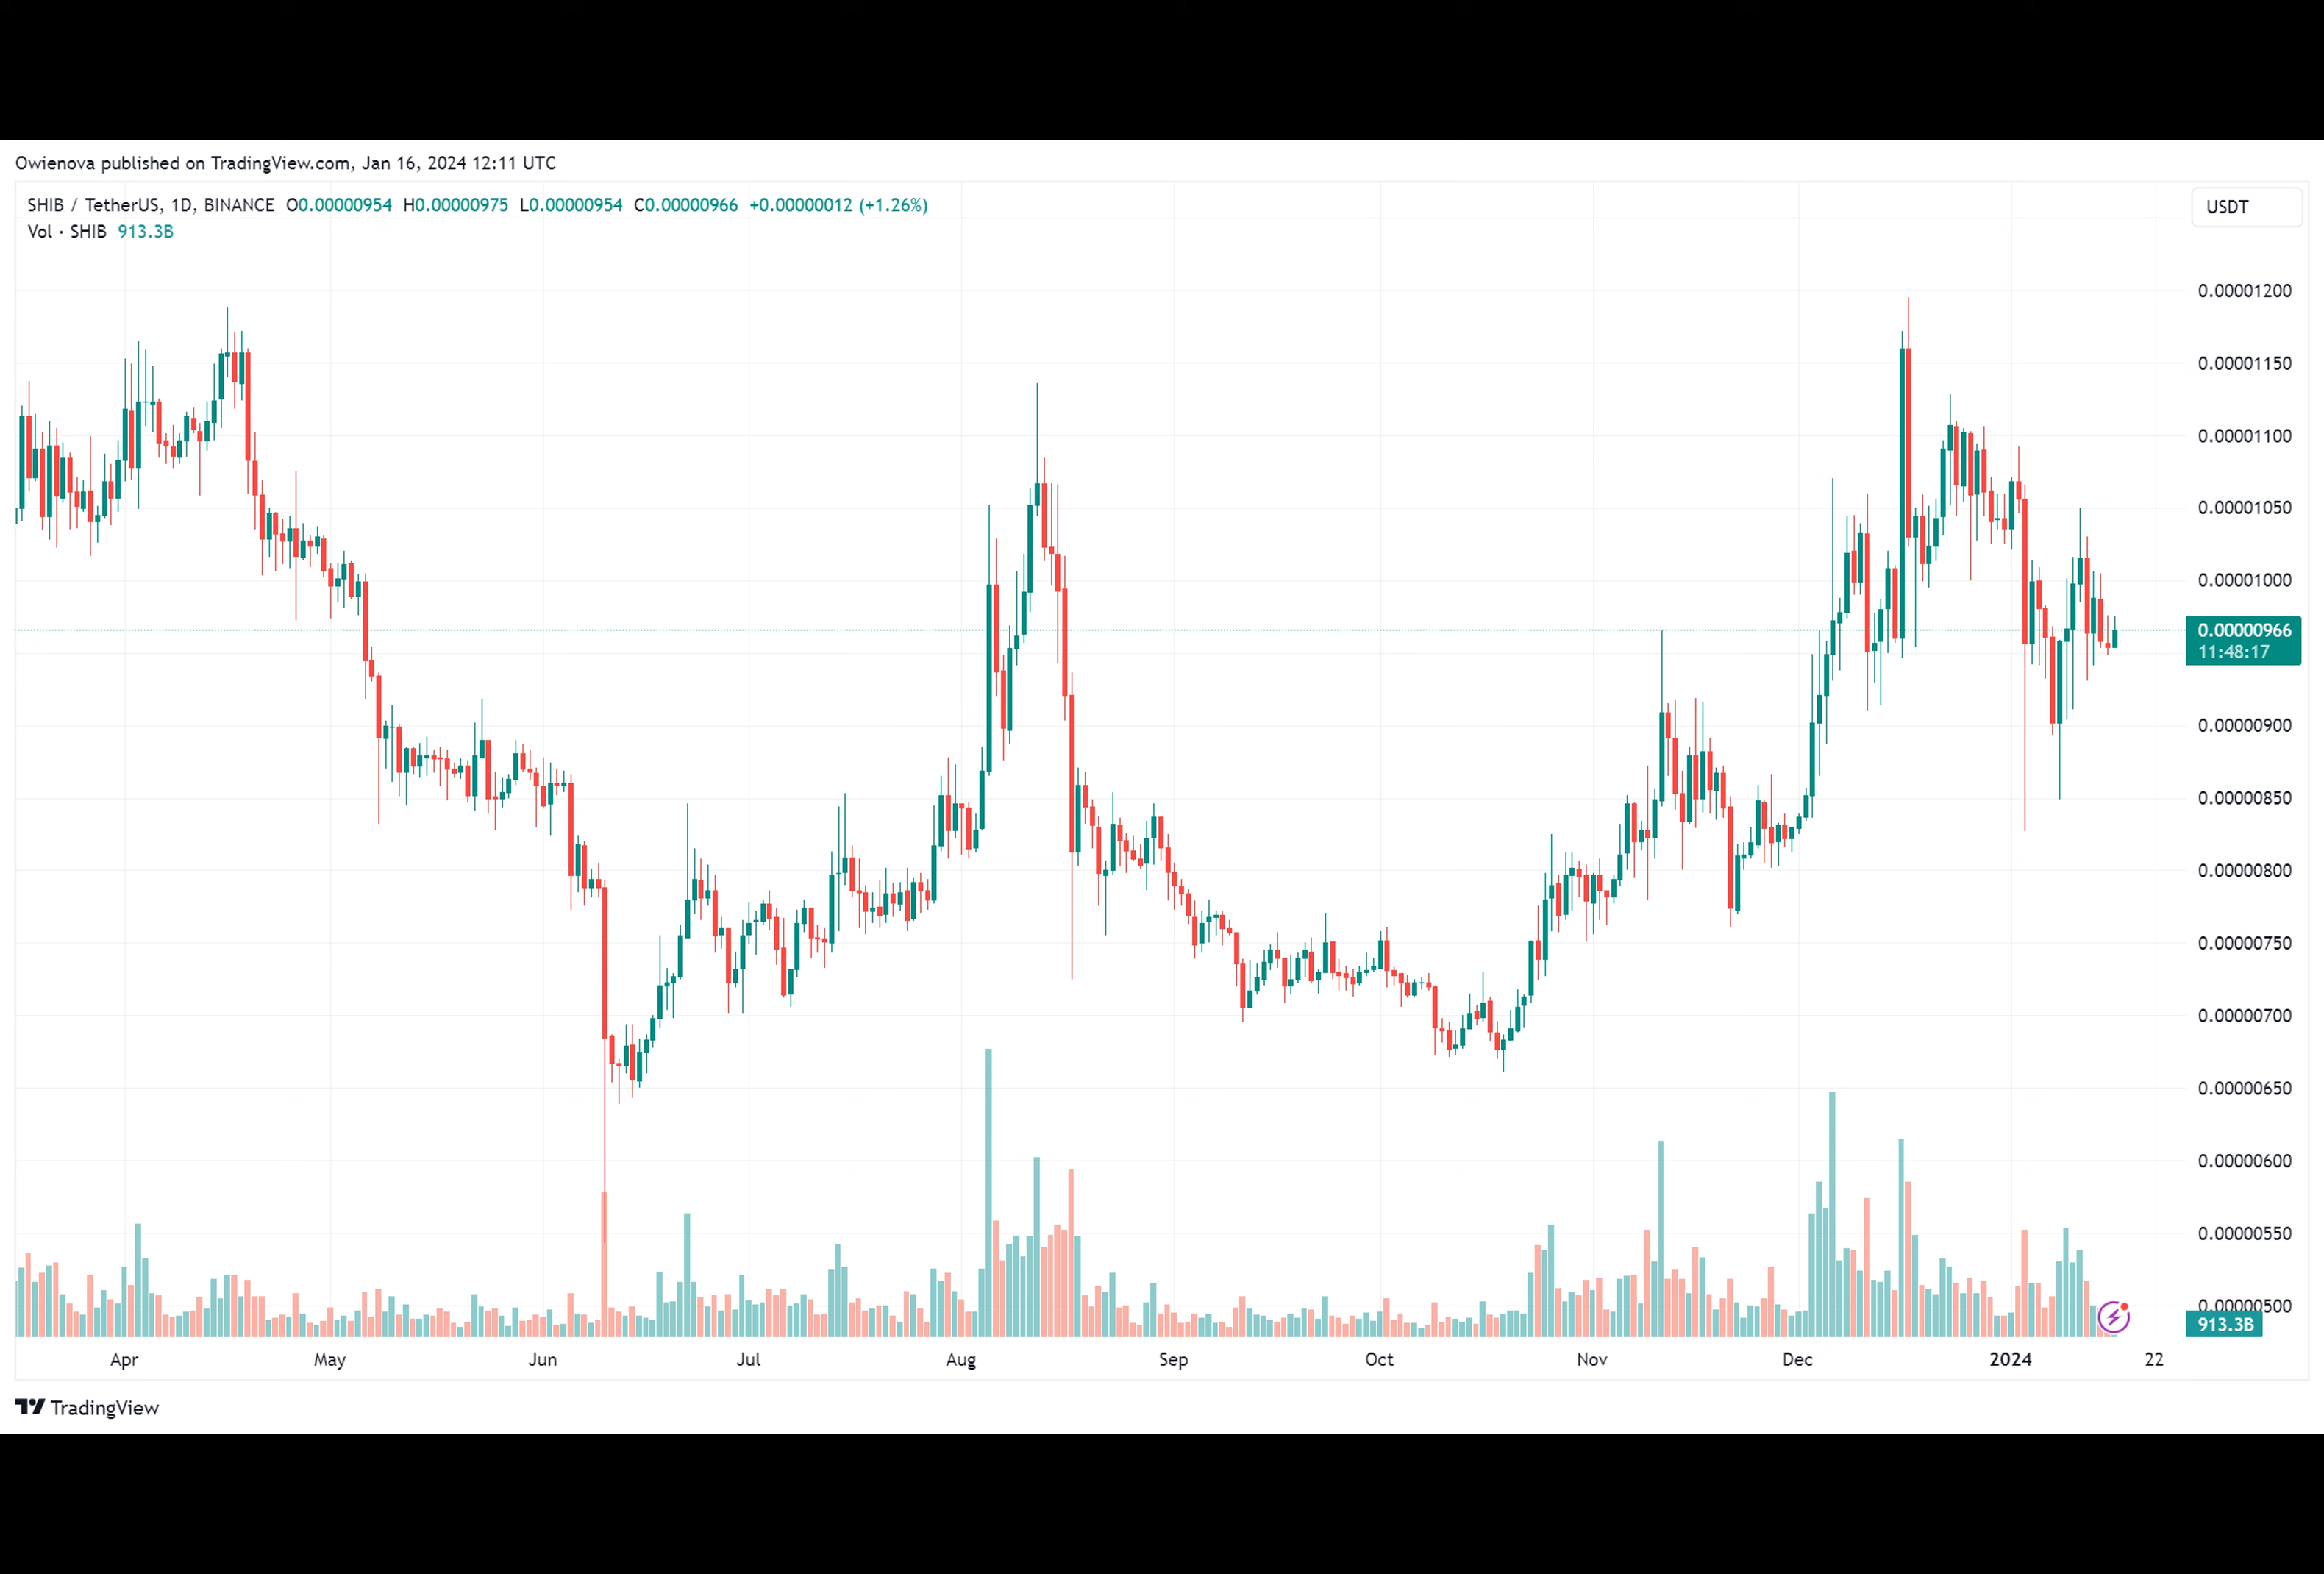 Owienova published on TradingView.com, Jan 16, 2024 12:11 UTC
SHIB / TetherUS, 1D, BINANCE O0.00000954 H0.00000975 L0.00000954 C0.00000966 +0.00000012 (+1.26%)
USDT
Vol · SHIB 913.3B
0.00001200
0.00001150
0.00001100
0.00001050
0.00001000
0.00000966
11:48:17
0.00000900
0.00000850
0.00000800
0.00000750
0.00000700
0.00000650
0.00000600
0.00000550
0.00000500
913.3B
Apr May Jun Jul Aug Sep Oct Nov Dec 2024 22
TradingView